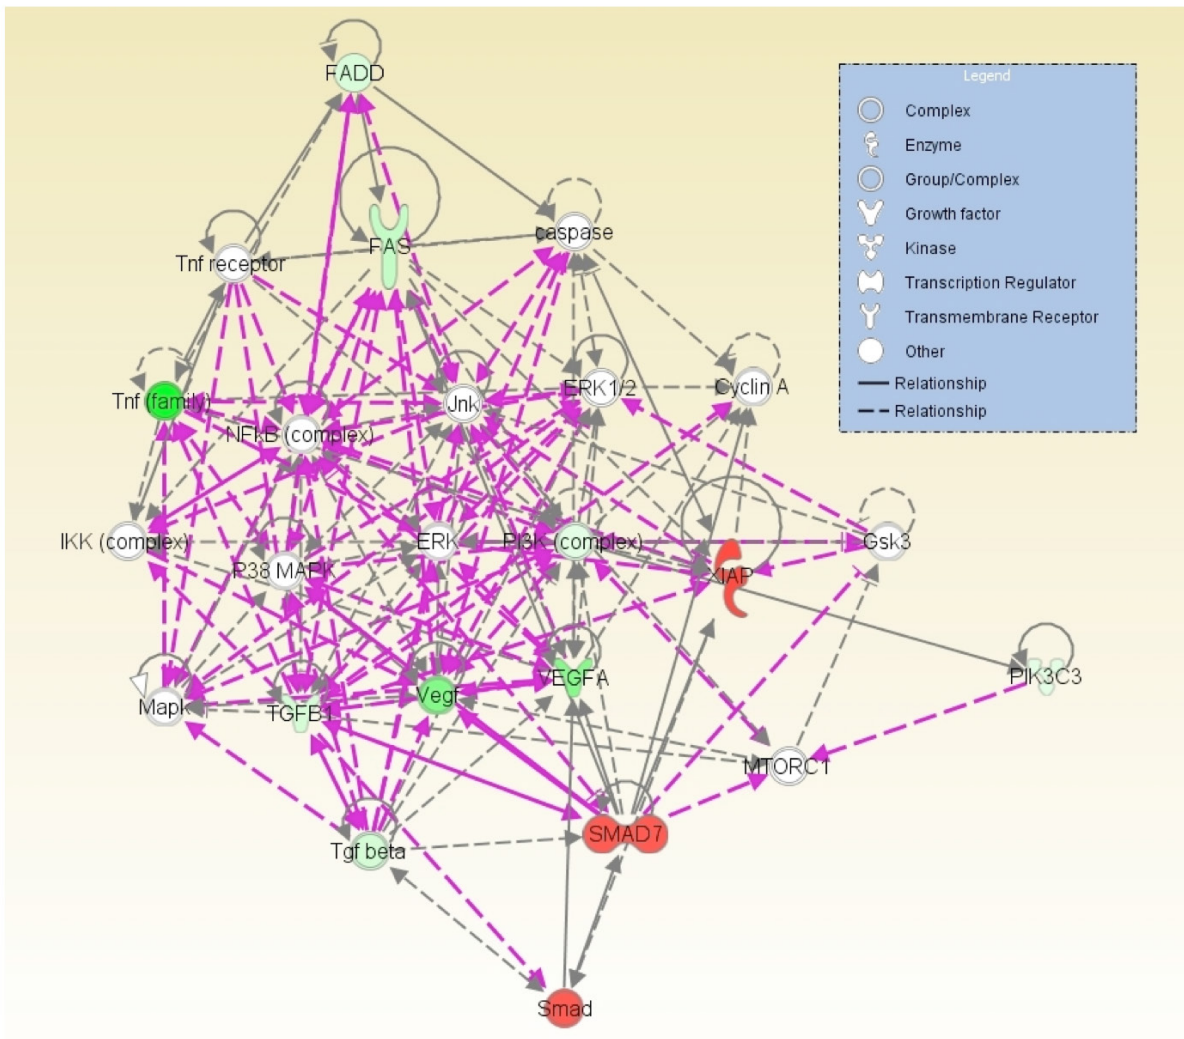 FADD
Legend
Complex
Enzyme
Group/Complex
Growth factor
Kinase
Transcription Regulator
Transmembrane Receptor
Other
Relationship
Relationship
FAS
caspase
Tnf receptor
ERK1/2
Cyclin A
Tnf (family)
Jnk
NFkB (complex)
IKK (complex)
ERK
PI3K (complex)
Gsk3
P38 MAPK
XIAP
VEGFA
PIK3C3
Vegf
Mapk
TGFB1
MTORC1
SMAD7
Tgf beta
Smad